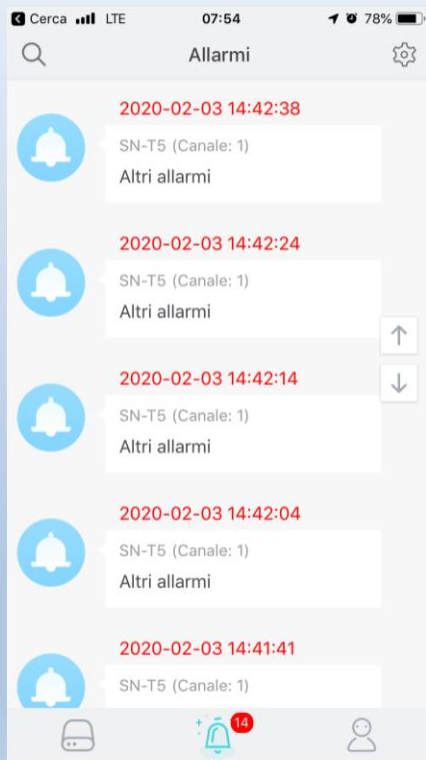 Cerca LTE 07:54 78%
Allarmi
2020-02-03 14:42:38
SN-T5 (Canale: 1)
Altri allarmi
2020-02-03 14:42:24
SN-T5 (Canale: 1)
Altri allarmi
2020-02-03 14:42:14
SN-T5 (Canale: 1)
Altri allarmi
2020-02-03 14:42:04
SN-T5 (Canale: 1)
Altri allarmi
2020-02-03 14:41:41
SN-T5 (Canale: 1)
14